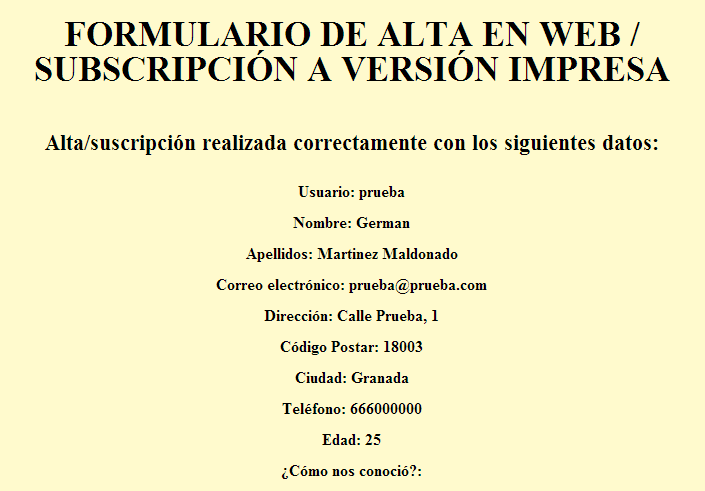 FORMULARIO DE ALTA EN WEB /
SUBSCRIPCIÓN A VERSIÓN IMPRESA
Alta/suscripción realizada correctamente con los siguientes datos:
Usuario: prueba
Nombre: German
Apellidos: Martinez Maldonado
Correo electrónico: prueba@prueba.com
Dirección: Calle Prueba, 1
Código Postar: 18003
Ciudad: Granada
Teléfono: 666000000
Edad: 25
¿Cómo nos conoció?: